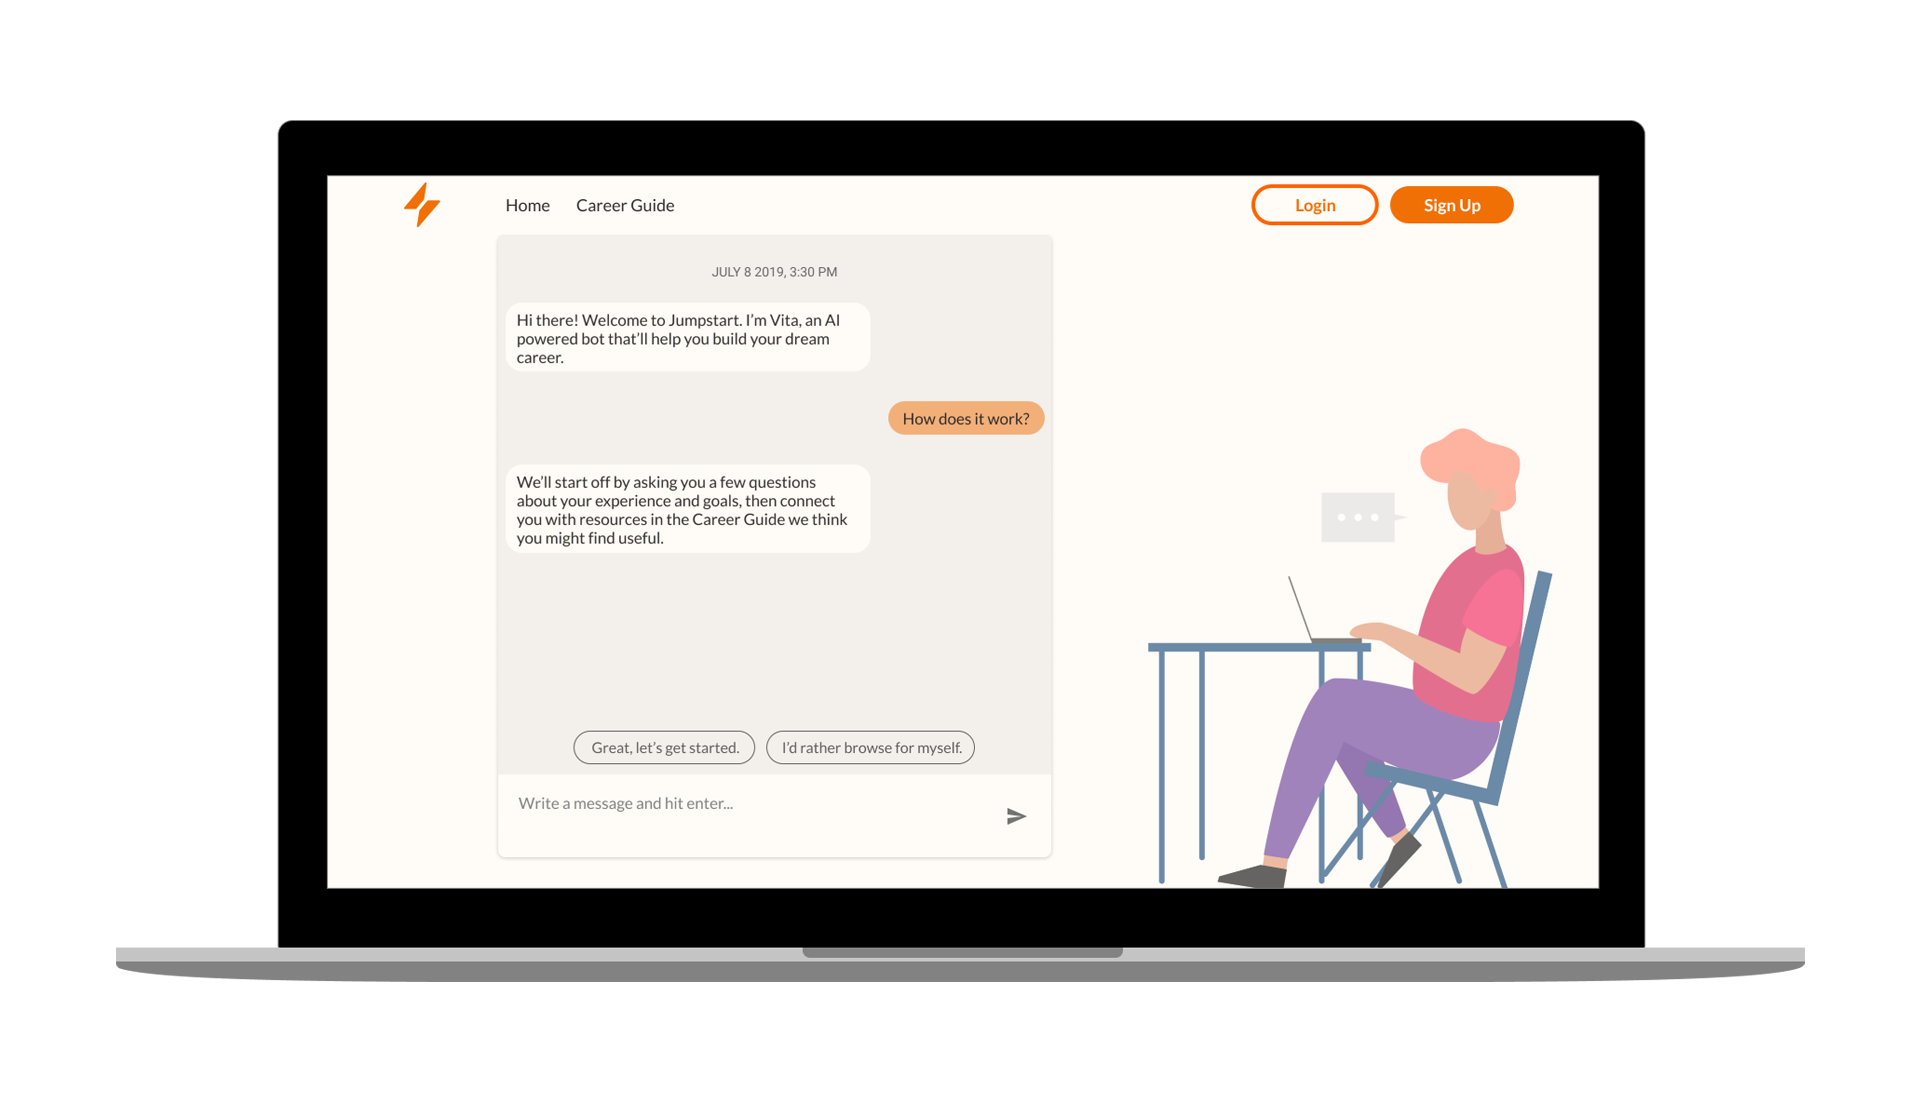 Home Career Guide Login Sign Up
JULY 8 2019, 3:30 PM
Hi there! Welcome to Jumpstart. I’m Vita, an AI
powered bot that’ll help you build your dream
career.
How does it work?
We’ll start off by asking you a few questions
about your experience and goals, then connect
you with resources in the Career Guide we think
you might find useful.
Great, let’s get started. I’d rather browse for myself.
Write a message and hit enter...